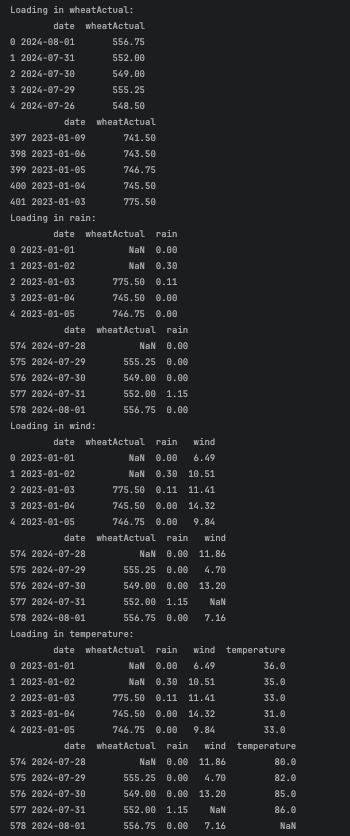 Loading in wheatActual:
        date  wheatActual
0 2024-08-01       556.75
1 2024-07-31       552.00
2 2024-07-30       549.00
3 2024-07-29       555.25
4 2024-07-26       548.50
          date  wheatActual
397 2023-01-09       741.50
398 2023-01-06       743.50
399 2023-01-05       746.75
400 2023-01-04       745.50
401 2023-01-03       775.50
Loading in rain:
        date  wheatActual  rain
0 2023-01-01          NaN  0.00
1 2023-01-02          NaN  0.30
2 2023-01-03       775.50  0.11
3 2023-01-04       745.50  0.00
4 2023-01-05       746.75  0.00
          date  wheatActual  rain
574 2024-07-28          NaN  0.00
575 2024-07-29       555.25  0.00
576 2024-07-30       549.00  0.00
577 2024-07-31       552.00  1.15
578 2024-08-01       556.75  0.00
Loading in wind:
        date  wheatActual  rain   wind
0 2023-01-01          NaN  0.00   6.49
1 2023-01-02          NaN  0.30  10.51
2 2023-01-03       775.50  0.11  11.41
3 2023-01-04       745.50  0.00  14.32
4 2023-01-05       746.75  0.00   9.84
          date  wheatActual  rain   wind
574 2024-07-28          NaN  0.00  11.86
575 2024-07-29       555.25  0.00   4.70
576 2024-07-30       549.00  0.00  13.20
577 2024-07-31       552.00  1.15    NaN
578 2024-08-01       556.75  0.00   7.16
Loading in temperature:
        date  wheatActual  rain   wind  temperature
0 2023-01-01          NaN  0.00   6.49         36.0
1 2023-01-02          NaN  0.30  10.51         35.0
2 2023-01-03       775.50  0.11  11.41         33.0
3 2023-01-04       745.50  0.00  14.32         31.0
4 2023-01-05       746.75  0.00   9.84         33.0
          date  wheatActual  rain   wind  temperature
574 2024-07-28          NaN  0.00  11.86         80.0
575 2024-07-29       555.25  0.00   4.70         82.0
576 2024-07-30       549.00  0.00  13.20         85.0
577 2024-07-31       552.00  1.15    NaN         86.0
578 2024-08-01       556.75  0.00   7.16          NaN